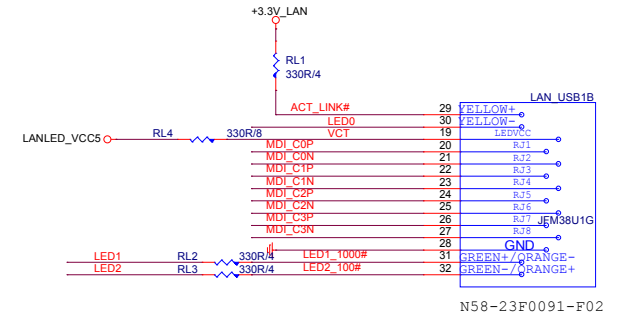 +3.3V_LAN
RL1
330R/4
LAN_USB1B
ACT_LINK# 29 YELLOW+
LED0 30 YELLOW-
LANLED_VCC5 RL4 330R/8 VCT 19 LEDVCC
MDI_C0P 20 RJ1
MDI_C0N 21 RJ2
MDI_C1P 22 RJ3
MDI_C1N 23 RJ4
MDI_C2P 24 RJ5
MDI_C2N 25 RJ6
MDI_C3P 26 RJ7 JFM38U1G
MDI_C3N 27 RJ8
28 GND
LED1 RL2 330R/4 LED1_1000# 31 GREEN+/ORANGE-
LED2 RL3 330R/4 LED2_100# 32 GREEN-/ORANGE+
N58-23F0091-F02